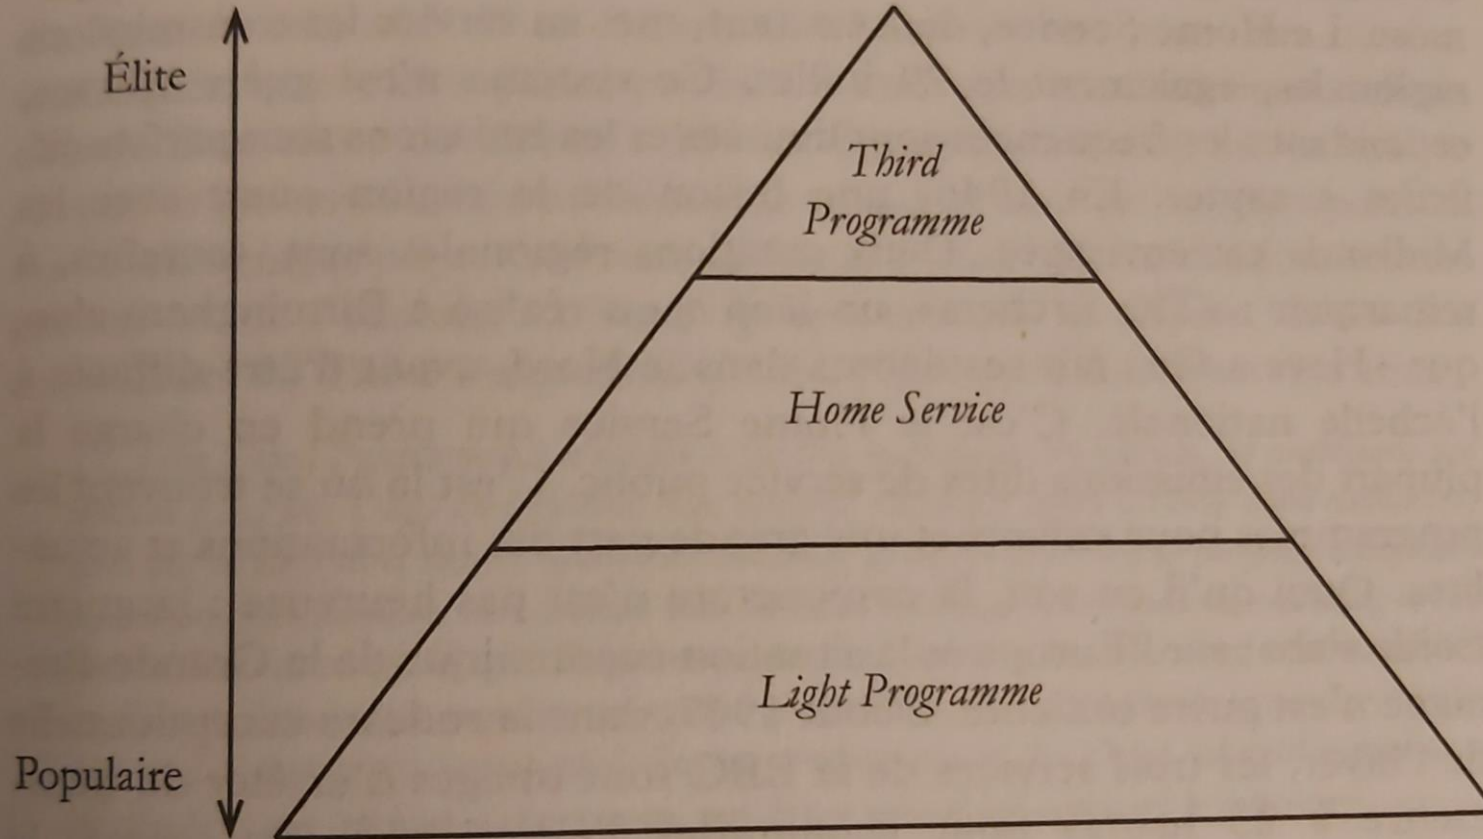 Élite
Third
Programme
Home Service
Light Programme
Populaire